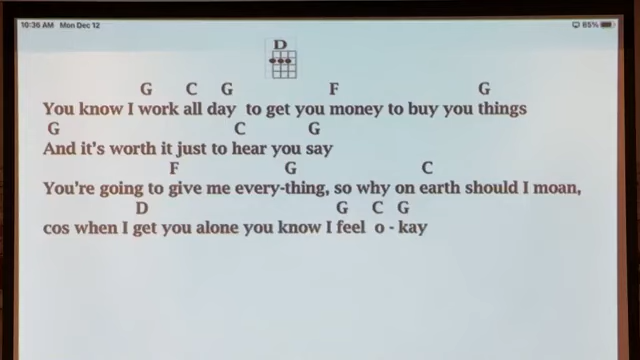 10:36 AM Mon Dec 12
85%
D
G C G F G
You know I work all day to get you money to buy you things
G C G
And it's worth it just to hear you say
F G C
You're going to give me every-thing, so why on earth should I moan,
D G C G
cos when I get you alone you know I feel o - kay